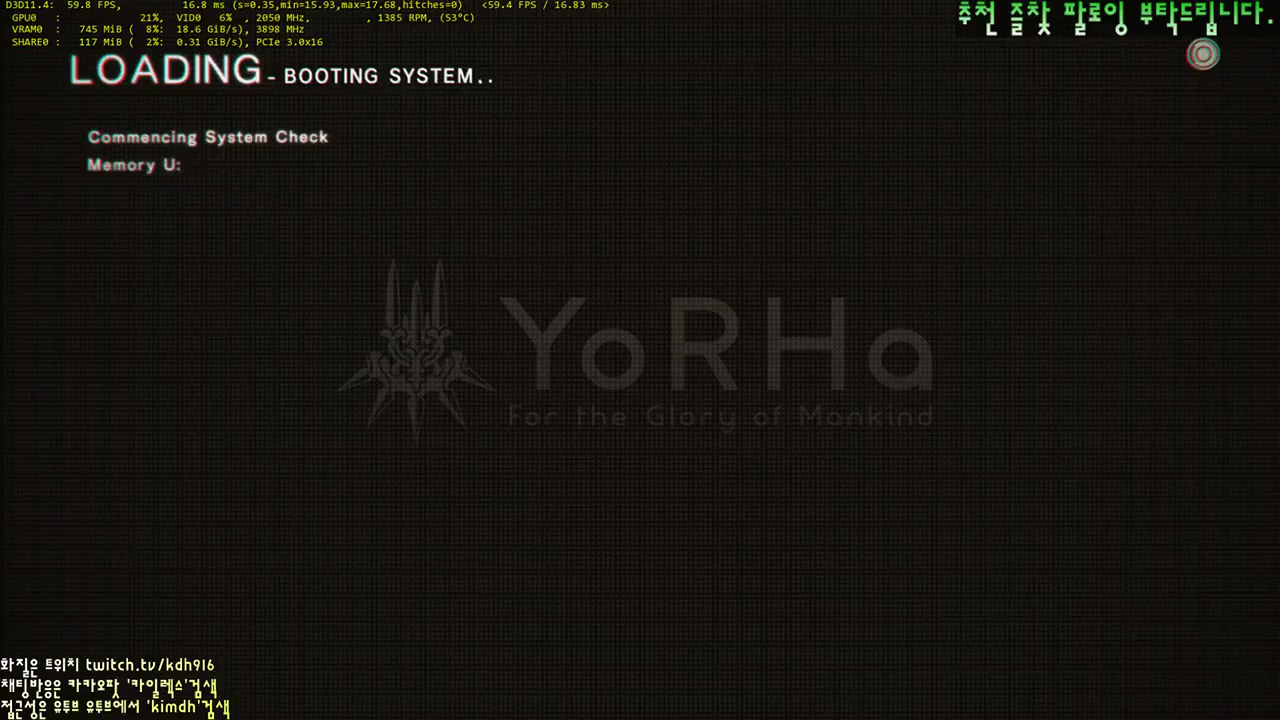 D3D11.4: 59.8 FPS, 16.8 ms (s=0.35,min=15.93,max=17.68,hitches=0) <59.4 FPS / 16.83 ms>
GPU0 : 21%, VID0 6% , 2050 MHz, , 1385 RPM, (53°C)
VRAM0 : 745 MiB ( 8%: 18.6 GiB/s), 3898 MHz
SHARE0 : 117 MiB ( 2%: 0.31 GiB/s), PCIe 3.0x16
추천 즐찾 팔로잉 부탁드립니다.
LOADING - BOOTING SYSTEM..
Commencing System Check
Memory U:
YoRHa
For the Glory of Mankind
화질은 트위치 twitch.tv/kdh916
채팅반응은 카카오팟 '카일렉스'검색
접근성은 유튜브 유튜브에서 'kimdh'검색